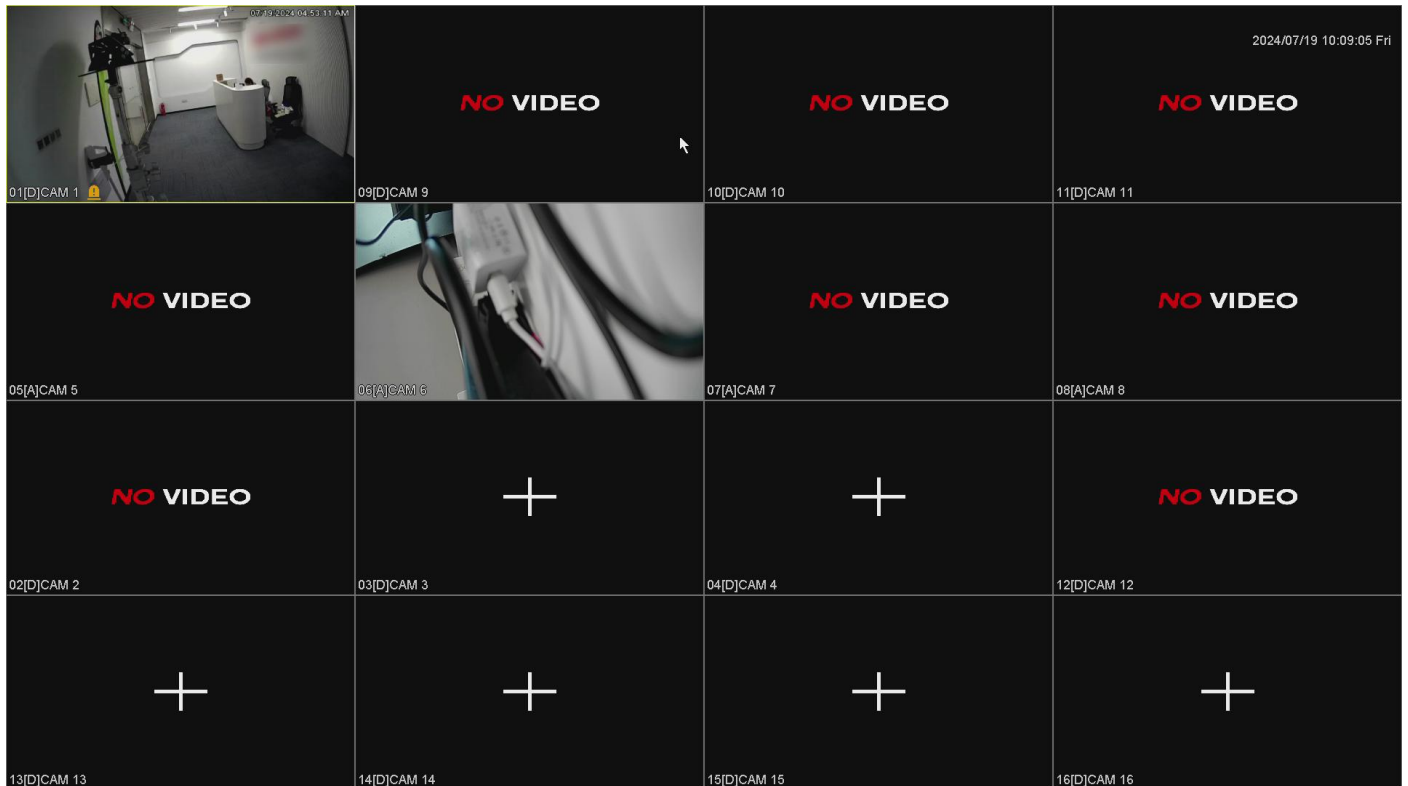 07-19-2024 04:53:11 AM
01[D]CAM 1
NO VIDEO
09[D]CAM 9
NO VIDEO
10[D]CAM 10
2024/07/19 10:09:05 Fri
NO VIDEO
11[D]CAM 11
NO VIDEO
05[A]CAM 5
06[A]CAM 6
NO VIDEO
07[A]CAM 7
NO VIDEO
08[A]CAM 8
NO VIDEO
02[D]CAM 2
03[D]CAM 3
04[D]CAM 4
NO VIDEO
12[D]CAM 12
13[D]CAM 13
14[D]CAM 14
15[D]CAM 15
16[D]CAM 16